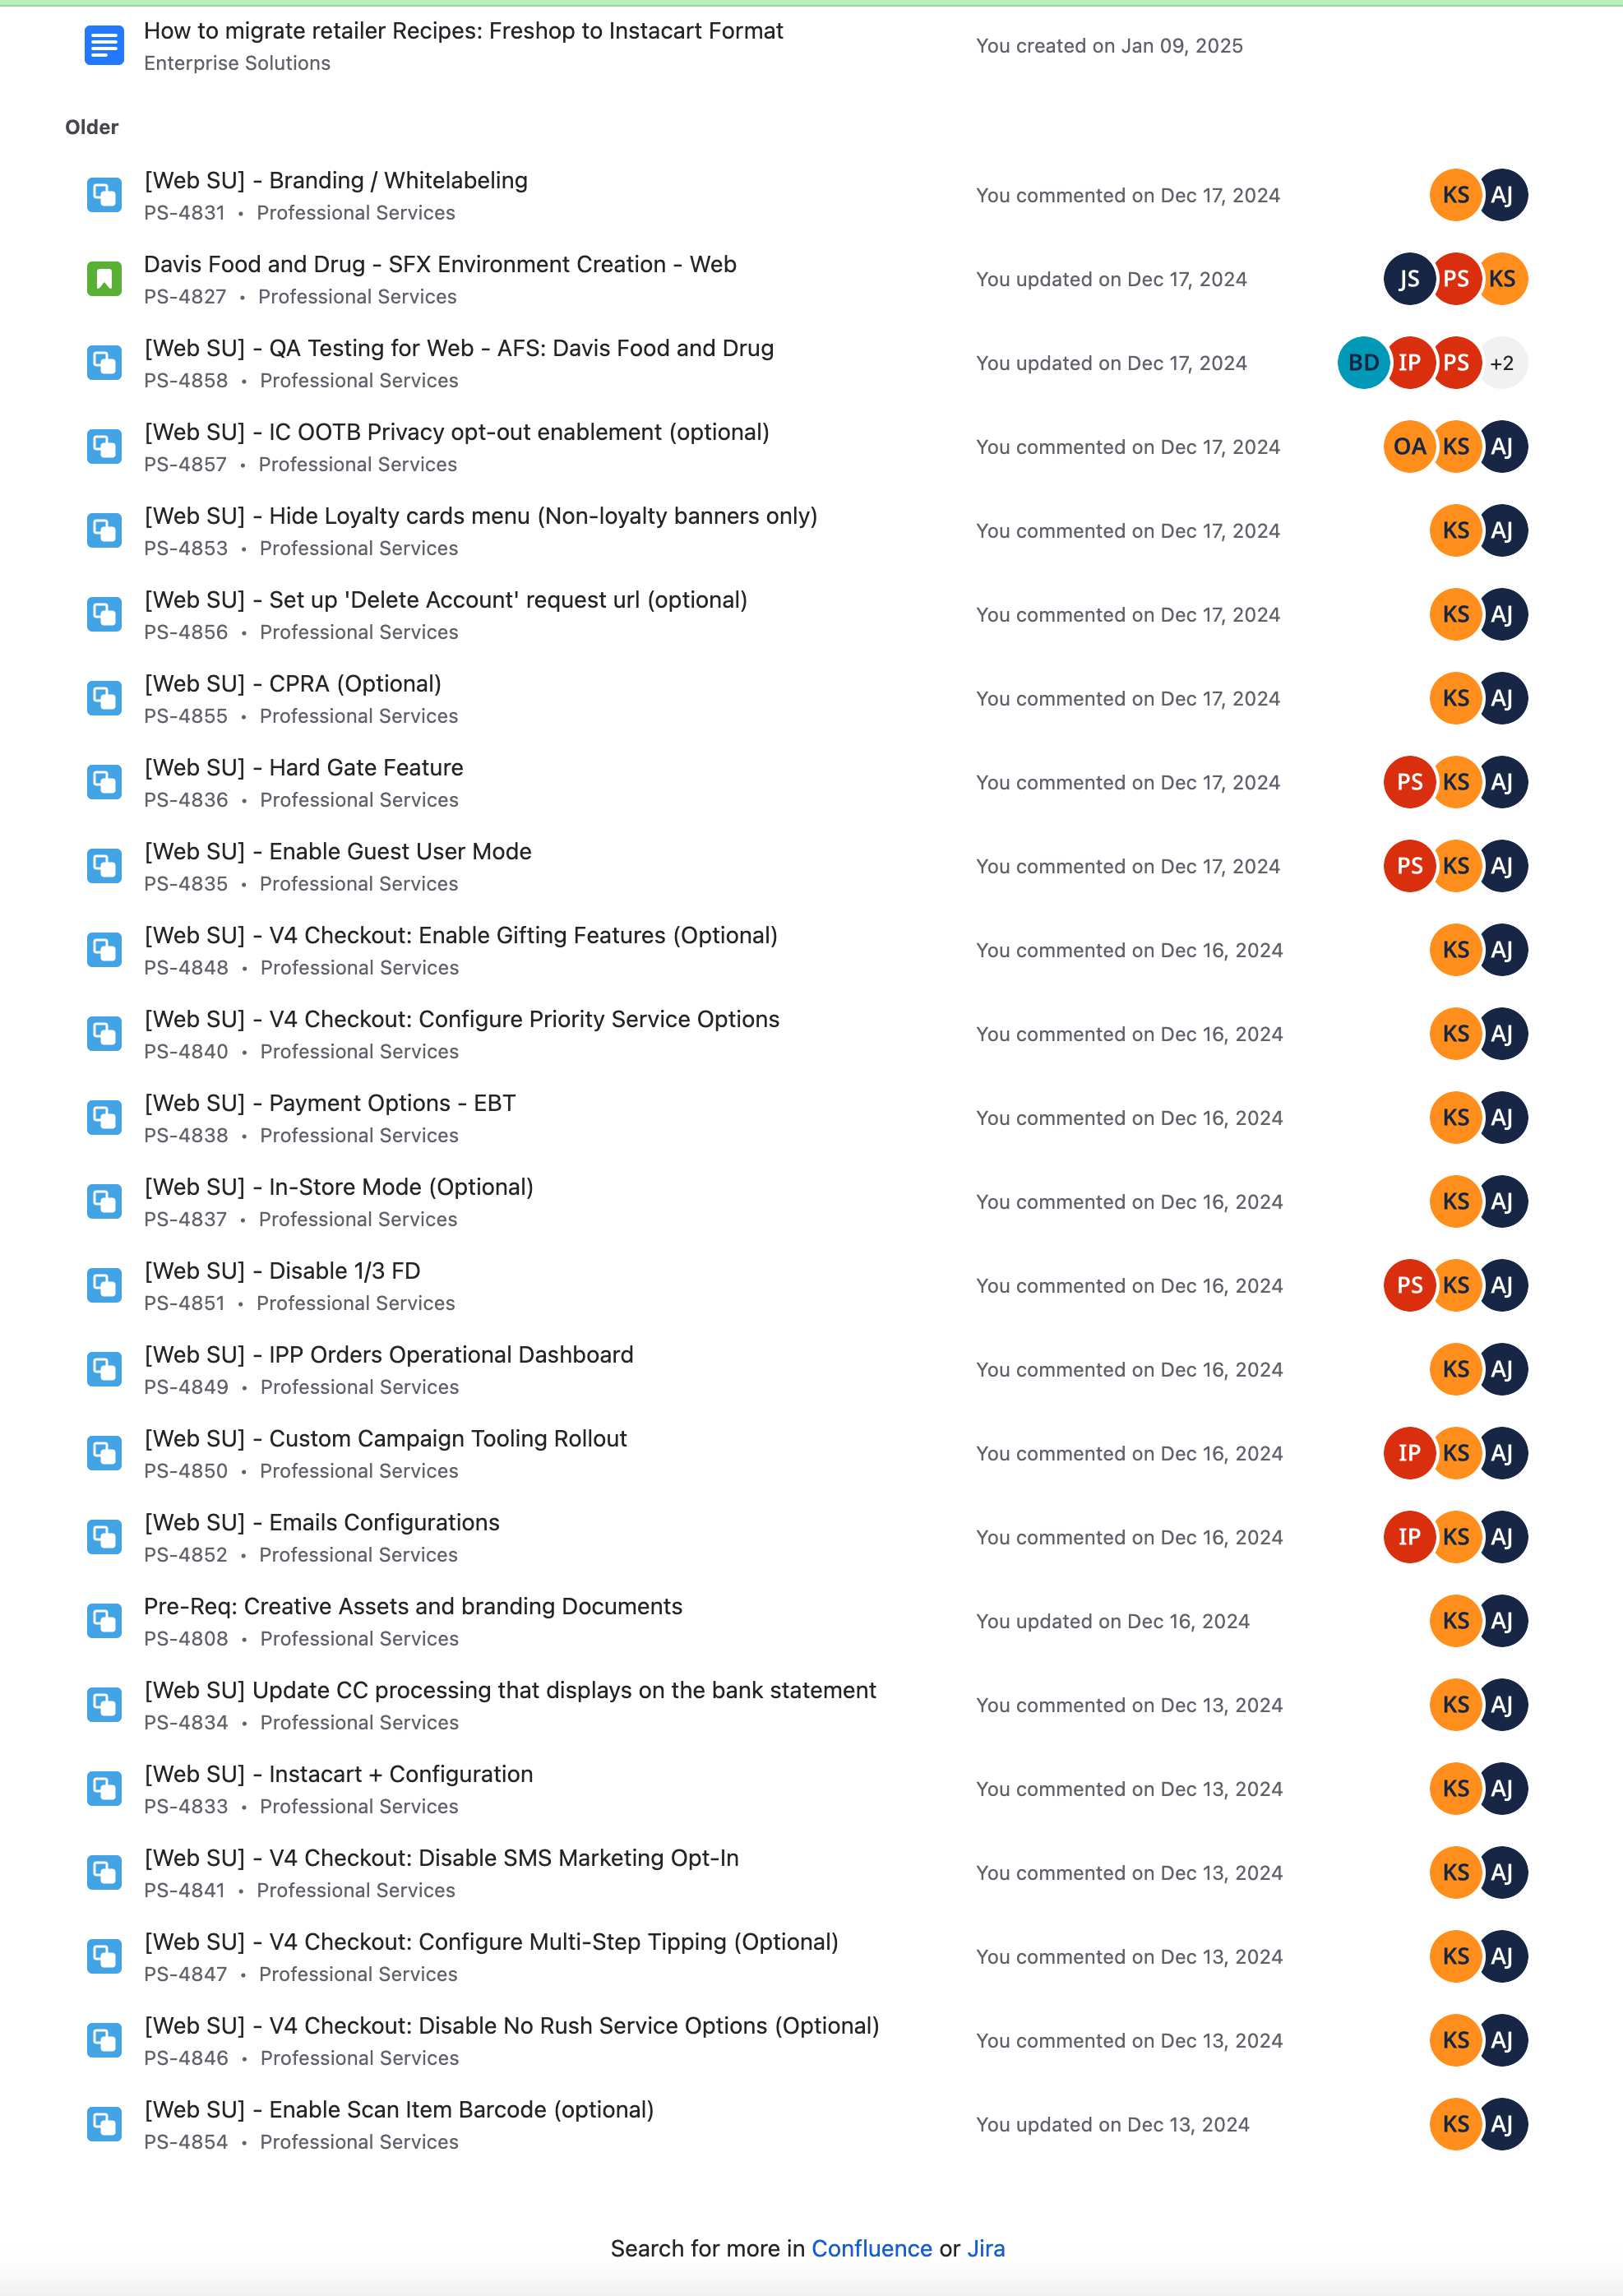 How to migrate retailer Recipes: Freshop to Instacart Format
Enterprise Solutions
You created on Jan 09, 2025
Older
[Web SU] - Branding / Whitelabeling
PS-4831 • Professional Services
You commented on Dec 17, 2024
KS AJ
Davis Food and Drug - SFX Environment Creation - Web
PS-4827 • Professional Services
You updated on Dec 17, 2024
JS PS KS
[Web SU] - QA Testing for Web - AFS: Davis Food and Drug
PS-4858 • Professional Services
You updated on Dec 17, 2024
BD IP PS +2
[Web SU] - IC OOTB Privacy opt-out enablement (optional)
PS-4857 • Professional Services
You commented on Dec 17, 2024
OA KS AJ
[Web SU] - Hide Loyalty cards menu (Non-loyalty banners only)
PS-4853 • Professional Services
You commented on Dec 17, 2024
KS AJ
[Web SU] - Set up 'Delete Account' request url (optional)
PS-4856 • Professional Services
You commented on Dec 17, 2024
KS AJ
[Web SU] - CPRA (Optional)
PS-4855 • Professional Services
You commented on Dec 17, 2024
KS AJ
[Web SU] - Hard Gate Feature
PS-4836 • Professional Services
You commented on Dec 17, 2024
PS KS AJ
[Web SU] - Enable Guest User Mode
PS-4835 • Professional Services
You commented on Dec 17, 2024
PS KS AJ
[Web SU] - V4 Checkout: Enable Gifting Features (Optional)
PS-4848 • Professional Services
You commented on Dec 16, 2024
KS AJ
[Web SU] - V4 Checkout: Configure Priority Service Options
PS-4840 • Professional Services
You commented on Dec 16, 2024
KS AJ
[Web SU] - Payment Options - EBT
PS-4838 • Professional Services
You commented on Dec 16, 2024
KS AJ
[Web SU] - In-Store Mode (Optional)
PS-4837 • Professional Services
You commented on Dec 16, 2024
KS AJ
[Web SU] - Disable 1/3 FD
PS-4851 • Professional Services
You commented on Dec 16, 2024
PS KS AJ
[Web SU] - IPP Orders Operational Dashboard
PS-4849 • Professional Services
You commented on Dec 16, 2024
KS AJ
[Web SU] - Custom Campaign Tooling Rollout
PS-4850 • Professional Services
You commented on Dec 16, 2024
IP KS AJ
[Web SU] - Emails Configurations
PS-4852 • Professional Services
You commented on Dec 16, 2024
IP KS AJ
Pre-Req: Creative Assets and branding Documents
PS-4808 • Professional Services
You updated on Dec 16, 2024
KS AJ
[Web SU] Update CC processing that displays on the bank statement
PS-4834 • Professional Services
You commented on Dec 13, 2024
KS AJ
[Web SU] - Instacart + Configuration
PS-4833 • Professional Services
You commented on Dec 13, 2024
KS AJ
[Web SU] - V4 Checkout: Disable SMS Marketing Opt-In
PS-4841 • Professional Services
You commented on Dec 13, 2024
KS AJ
[Web SU] - V4 Checkout: Configure Multi-Step Tipping (Optional)
PS-4847 • Professional Services
You commented on Dec 13, 2024
KS AJ
[Web SU] - V4 Checkout: Disable No Rush Service Options (Optional)
PS-4846 • Professional Services
You commented on Dec 13, 2024
KS AJ
[Web SU] - Enable Scan Item Barcode (optional)
PS-4854 • Professional Services
You updated on Dec 13, 2024
KS AJ
Search for more in Confluence or Jira